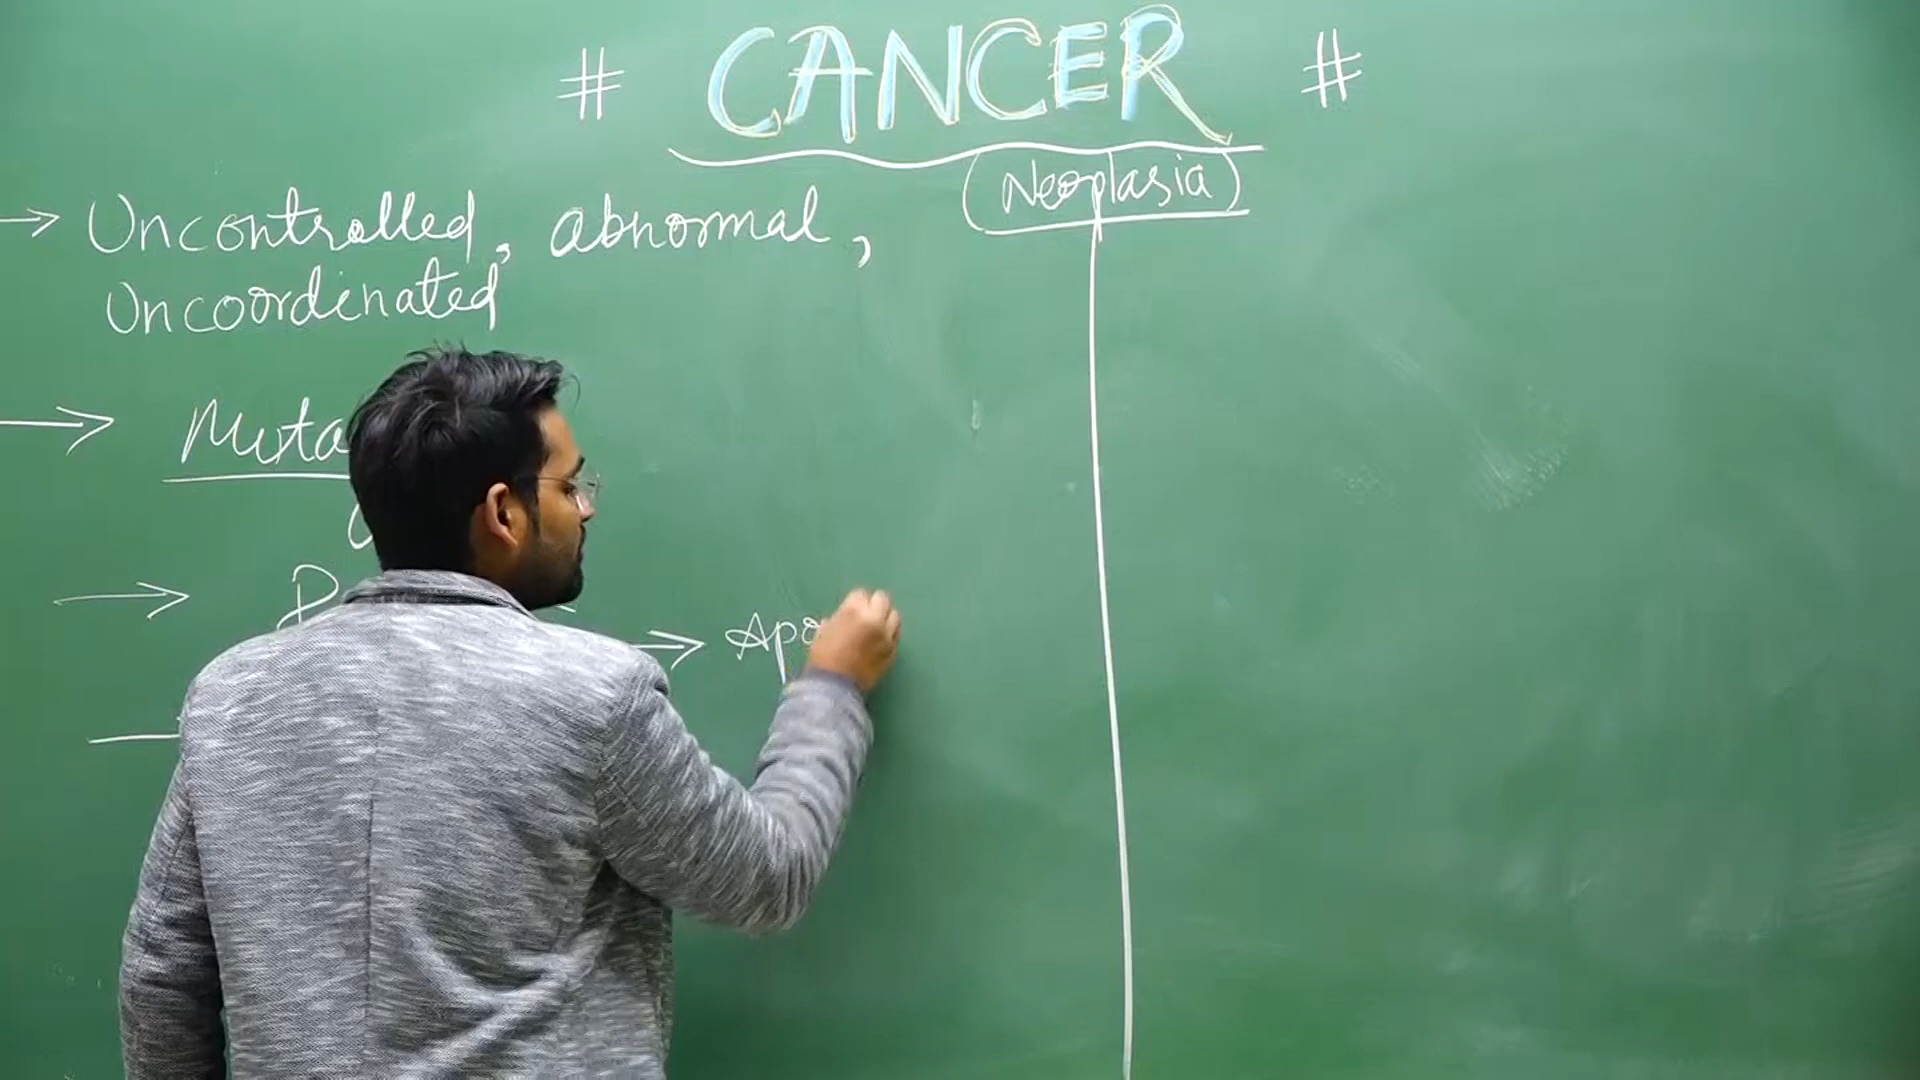 # CANCER #
(Neoplasia)
→ Uncontrolled, abnormal,
Uncoordinated
→ Muta
→
→ Apo